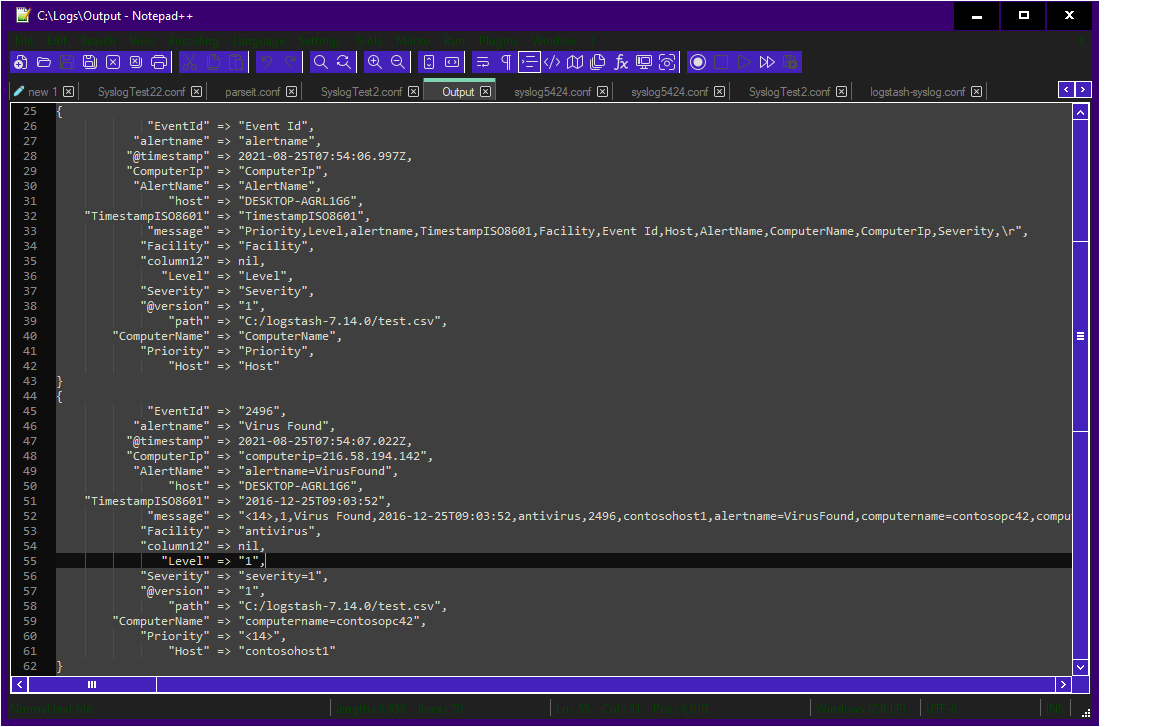 C:\Logs\Output - Notepad++
File Edit Search View Encoding Language Settings Tools Macro Run Plugins Window ? X
new 1 SyslogTest22.conf parseit.conf SyslogTest2.conf Output syslog5424.conf syslog5424.conf SyslogTest2.conf logstash-syslog.conf
25 {
26 "EventId" => "Event Id",
27 "alertname" => "alertname",
28 "@timestamp" => 2021-08-25T07:54:06.997Z,
29 "ComputerIp" => "ComputerIp",
30 "AlertName" => "AlertName",
31 "host" => "DESKTOP-AGRL1G6",
32 "TimestampISO8601" => "TimestampISO8601",
33 "message" => "Priority,Level,alertname,TimestampISO8601,Facility,Event Id,Host,AlertName,ComputerName,ComputerIp,Severity,\r",
34 "Facility" => "Facility",
35 "column12" => nil,
36 "Level" => "Level",
37 "Severity" => "Severity",
38 "@version" => "1",
39 "path" => "C:/logstash-7.14.0/test.csv",
40 "ComputerName" => "ComputerName",
41 "Priority" => "Priority",
42 "Host" => "Host"
43 }
44 {
45 "EventId" => "2496",
46 "alertname" => "Virus Found",
47 "@timestamp" => 2021-08-25T07:54:07.022Z,
48 "ComputerIp" => "computerip=216.58.194.142",
49 "AlertName" => "alertname=VirusFound",
50 "host" => "DESKTOP-AGRL1G6",
51 "TimestampISO8601" => "2016-12-25T09:03:52",
52 "message" => "<14>,1,Virus Found,2016-12-25T09:03:52,antivirus,2496,contosohost1,alertname=VirusFound,computername=contosopc42,compu
53 "Facility" => "antivirus",
54 "column12" => nil,
55 "Level" => "1",
56 "Severity" => "severity=1",
57 "@version" => "1",
58 "path" => "C:/logstash-7.14.0/test.csv",
59 "ComputerName" => "computername=contosopc42",
60 "Priority" => "<14>",
61 "Host" => "contosohost1"
62 }
Normal text file Windows (CR LF) UTF-8 INS